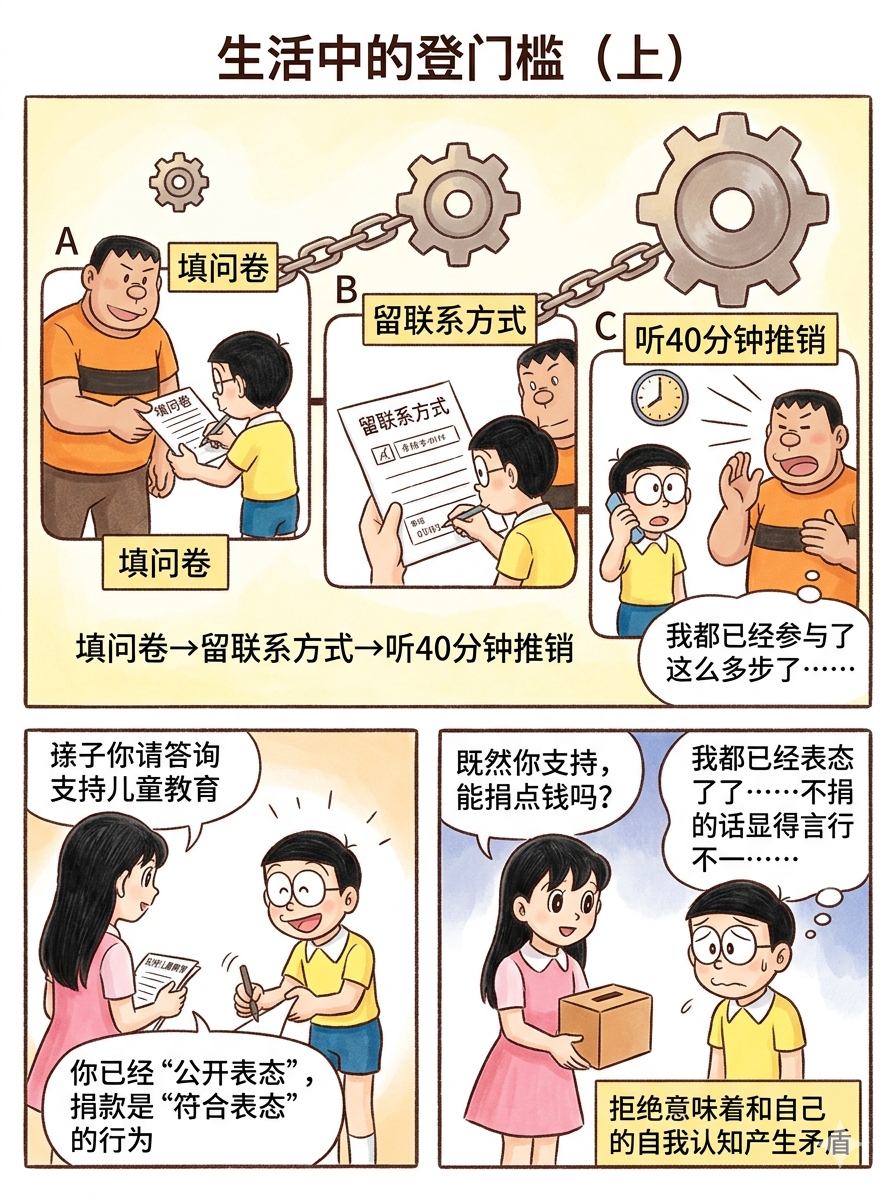 生活中的登门槛（上）
A
填问卷
填问卷
填问卷
B
留联系方式
留联系方式
C
听40分钟推销
填问卷→留联系方式→听40分钟推销
我都已经参与了
这么多步了……
接子你请答询
支持儿童教育
你已经“公开表态”，
捐款是“符合表态”
的行为
既然你支持，
能捐点钱吗？
我都已经表态
了了……不捐
的话显得言行
不一……
拒绝意味着和自己
的自我认知产生矛盾